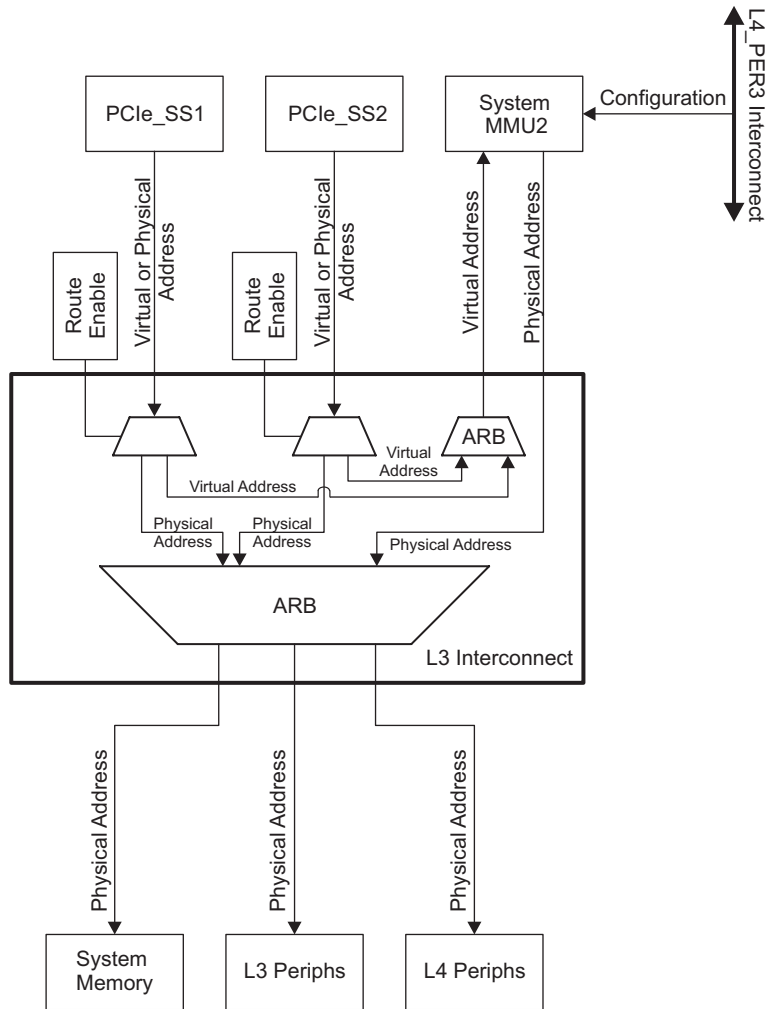 L4_PER3 Interconnect
PCIe_SS1
PCIe_SS2
System
MMU2
Configuration
Route
Enable
Virtual or Physical
Address
Route
Enable
Virtual or Physical
Address
Virtual Address
Physical Address
ARB
Virtual
Address
Virtual Address
Physical
Address
Physical
Address
Physical Address
ARB
L3 Interconnect
Physical Address
Physical Address
Physical Address
System
Memory
L3 Periphs
L4 Periphs